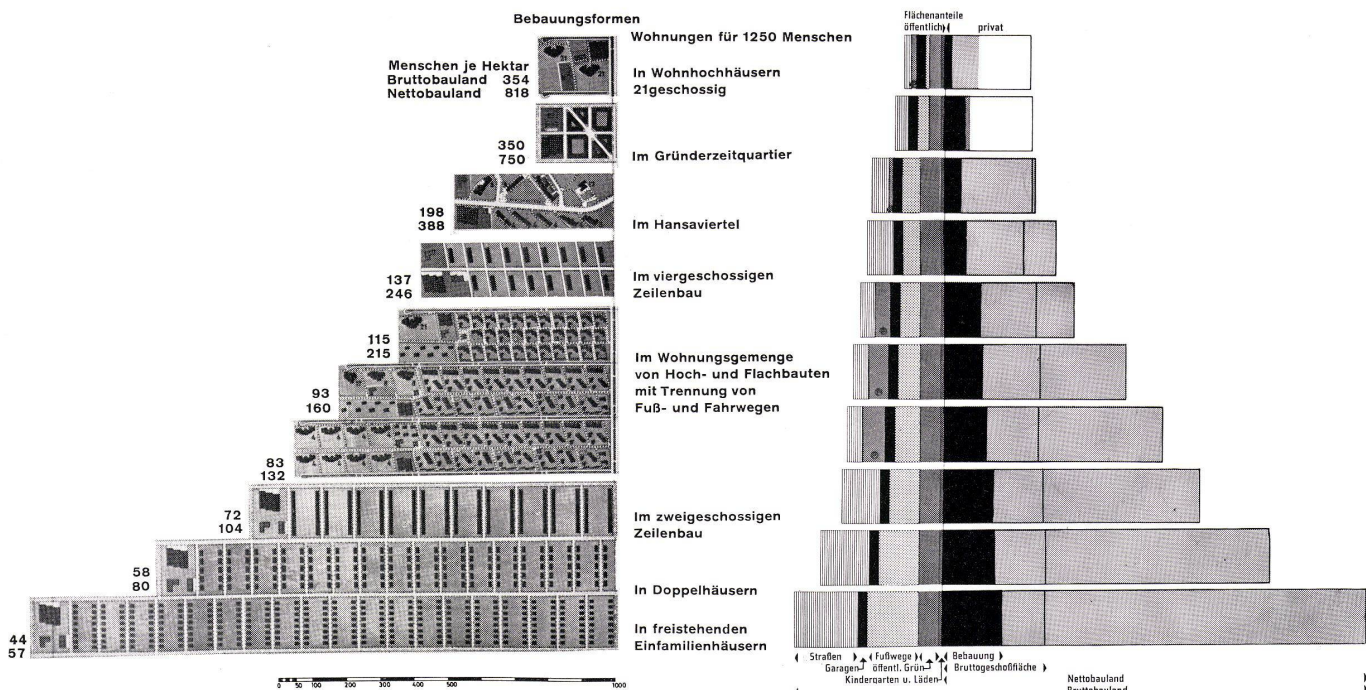 Bebauungsformen
Wohnungen für 1250 Menschen
Menschen je Hektar
Bruttobauland 354
Nettobauland 818
In Wohnhochhäusern
21geschossig
350
750
Im Gründerzeitquartier
198
388
Im Hansaviertel
137
246
Im viergeschossigen
Zeilenbau
115
215
93
160
83
132
Im Wohnungsgemenge
von Hoch- und Flachbauten
mit Trennung von
Fuß- und Fahrwegen
72
104
Im zweigeschossigen
Zeilenbau
58
80
In Doppelhäusern
44
57
In freistehenden
Einfamilienhäusern
0 50 100 200 300 400 500 1000
Flächenanteile
öffentlich privat
Straßen Fußwege Bebauung
Garagen öffentl. Grün Bruttogeschoßfläche
Kindergarten u. Läden
Nettobauland
Bruttobauland